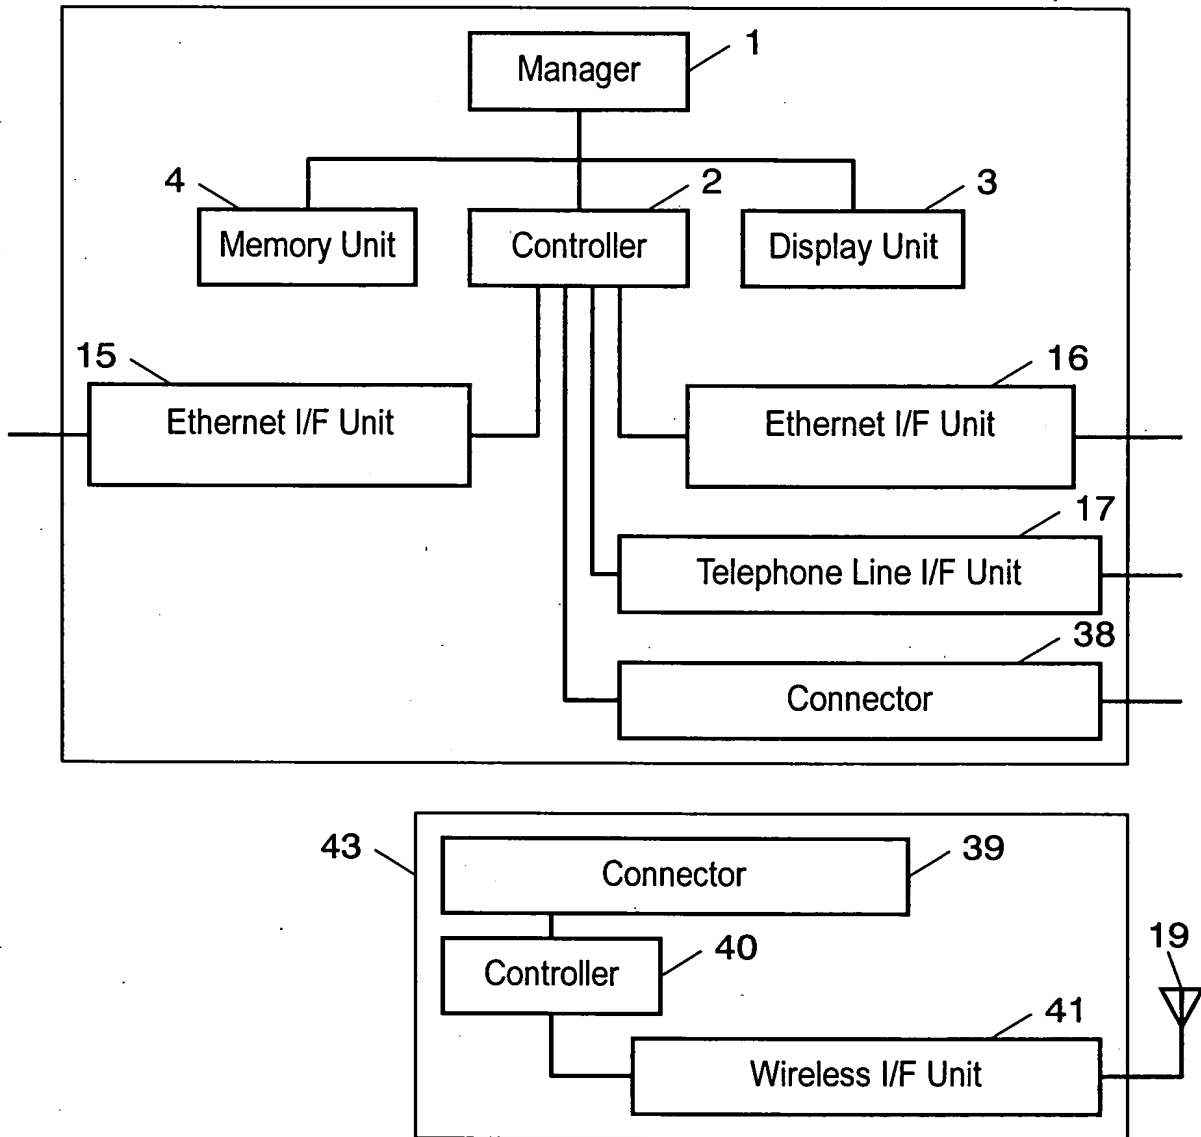 1
Manager
4
2
3
Memory Unit
Controller
Display Unit
15
16
Ethernet I/F Unit
Ethernet I/F Unit
17
Telephone Line I/F Unit
38
Connector
43
39
Connector
40
19
Controller
41
Wireless I/F Unit